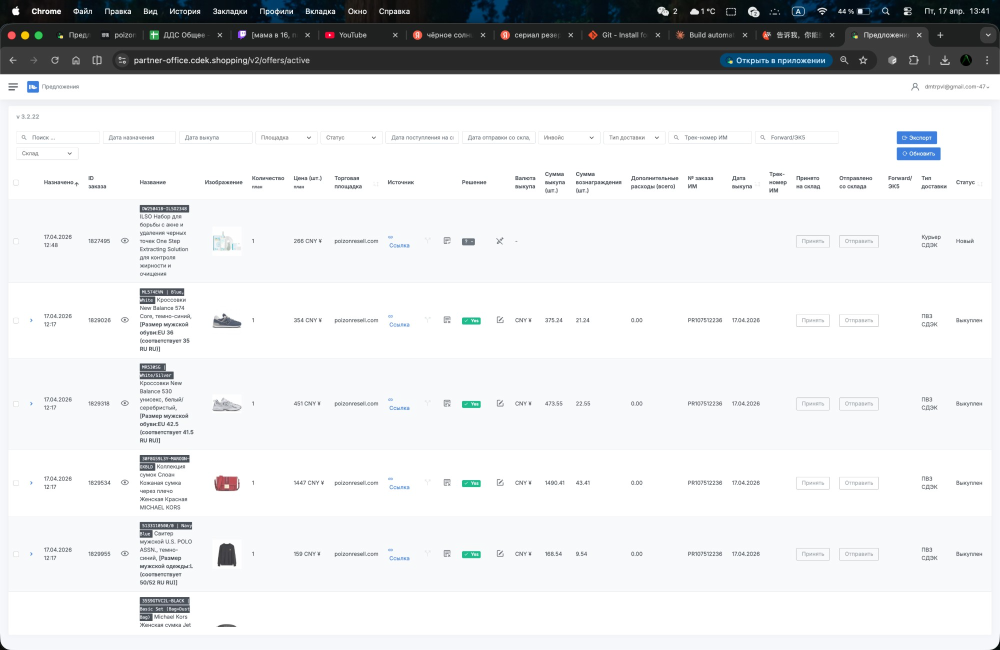 Chrome Файл Правка Вид История Закладки Профили Вкладка Окно Справка 2 1 °C 2 A 44 % Пт, 17 апр. 13:41
Предл poizon ДДС Общее - [мама в 16, п YouTube чёрное солн сериал резер Git - Install fo Build automat 告诉我，你能 Предложени
partner-office.cdek.shopping/v2/offers/active Открыть в приложении
Предложения dmtrpvl@gmail.com-47
v 3.2.22
Поиск ... Дата назначения Дата выкупа Площадка Статус Дата поступления на с Дата отправки со скла, Инвойс Тип доставки Трек-номер ИМ Forward/ЭК5 Экспорт
Склад Обновить
Назначено
ID
заказа
Название
Изображение
Количество
план
Цена (шт.)
план
Торговая
площадка
Источник
Решение
Валюта
выкупа
Сумма
выкупа
(шт.)
Сумма
вознаграждения
(шт.)
Дополнительные
расходы (всего)
№ заказа
ИМ
Дата
выкупа
Трек-
номер
ИМ
Принято
на склад
Отправлено
со склада
Forward/
ЭК5
Тип
доставки
Статус
17.04.2026
12:48
1827495
DW250418-ILSO2348
ILSO Набор для
борьбы с акне и
удаления черных
точек One Step
Extracting Solution
для контроля
жирности и
очищения
1
266 CNY ¥
poizonresell.com
Ссылка
? -
-
Принять
Отправить
Курьер
СДЭК
Новый
17.04.2026
12:17
1829026
ML574EVN | Blue,
White Кроссовки
New Balance 574
Core, темно-синий,
[Размер мужской
обуви:EU 36
(соответствует 35
RU RU)]
1
354 CNY ¥
poizonresell.com
Ссылка
Yes
CNY ¥
375.24
21.24
0.00
PR107512236
17.04.2026
Принять
Отправить
ПВЗ
СДЭК
Выкуплен
17.04.2026
12:17
1829318
MR530SG |
White/Silver
Кроссовки New
Balance 530
унисекс, белый/
серебристый,
[Размер мужской
обуви:EU 42.5
(соответствует 41.5
RU RU)]
1
451 CNY ¥
poizonresell.com
Ссылка
Yes
CNY ¥
473.55
22.55
0.00
PR107512236
17.04.2026
Принять
Отправить
ПВЗ
СДЭК
Выкуплен
17.04.2026
12:17
1829534
30F8GS9L3Y-MAROON-
OXBLD Коллекция
сумок Слоан
Кожаная сумка
через плечо
Женская Красная
MICHAEL KORS
1
1447 CNY ¥
poizonresell.com
Ссылка
Yes
CNY ¥
1490.41
43.41
0.00
PR107512236
17.04.2026
Принять
Отправить
ПВЗ
СДЭК
Выкуплен
17.04.2026
12:17
1829955
5133110500/0 | Navy
Blue Свитер
мужской U.S. POLO
ASSN., темно-
синий, [Размер
мужской одежды:L
(соответствует
50/52 RU RU)]
1
159 CNY ¥
poizonresell.com
Ссылка
Yes
CNY ¥
168.54
9.54
0.00
PR107512236
17.04.2026
Принять
Отправить
ПВЗ
СДЭК
Выкуплен
35S9GTVC2L-BLACK |
Basic Set (Bag+Dust
Bag) Michael Kors
Женская сумка Jet